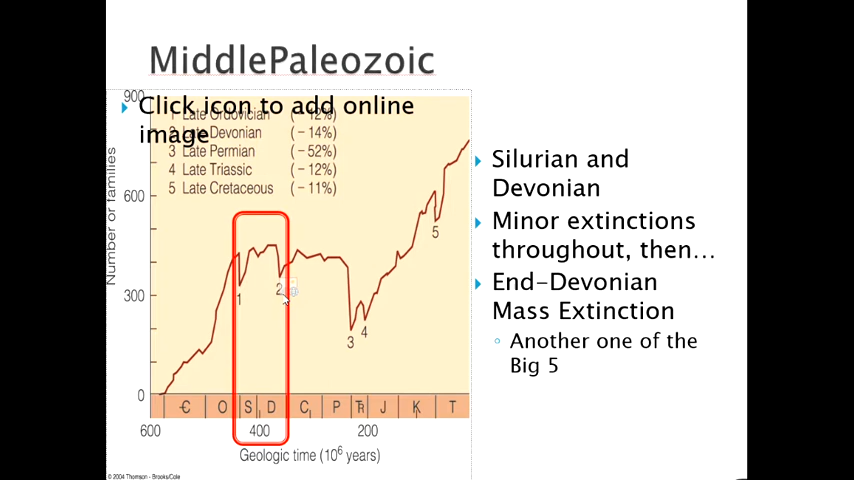 MiddlePaleozoic
900
Click icon to add online
image
1 Late Ordovician (−12%)
2 Late Devonian (−14%)
3 Late Permian (−52%)
4 Late Triassic (−12%)
5 Late Cretaceous (−11%)
Number of families
600
300
0
1
2
3
4
5
Є O S D C P Ƭ J K T
600 400 200
Geologic time (10⁶ years)
© 2004 Thomson - Brooks/Cole
Silurian and
Devonian
Minor extinctions
throughout, then…
End-Devonian
Mass Extinction
Another one of the
Big 5